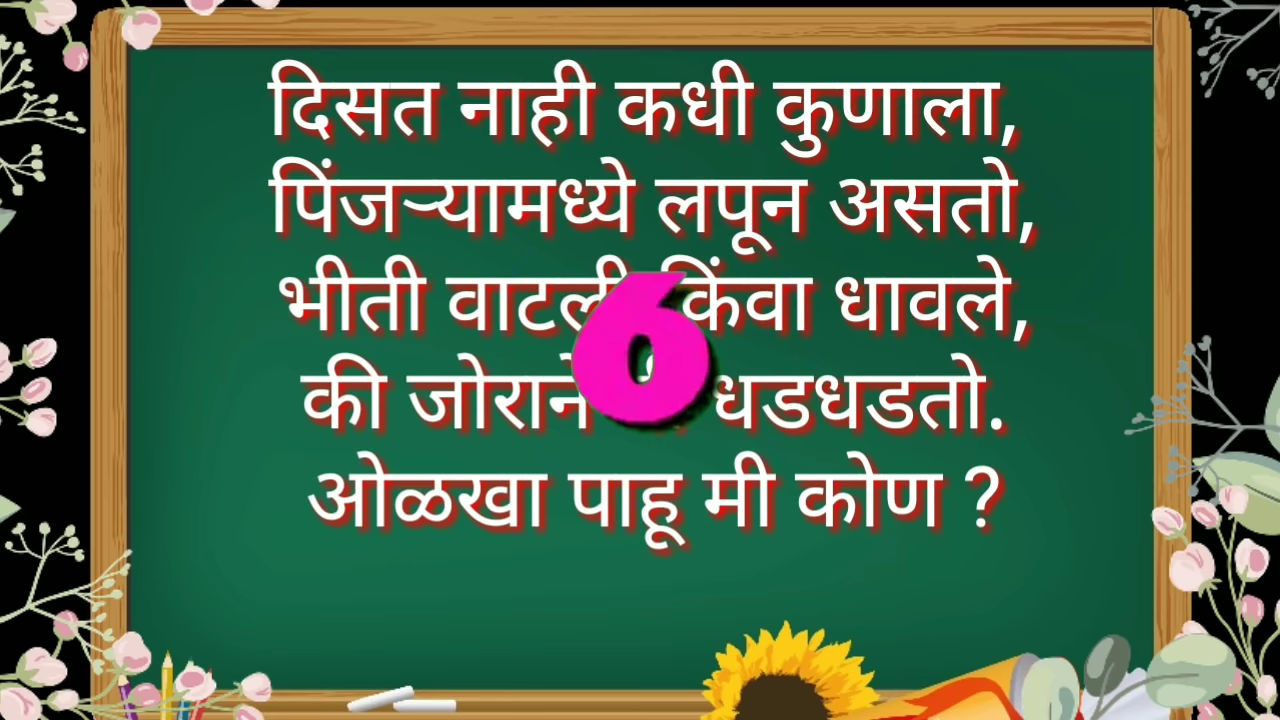 दिसत नाही कधी कुणाला,
पिंजऱ्यामध्ये लपून असतो,
भीती वाटली किंवा धावले,
की जोराने धडधडतो.
6
ओळखा पाहू मी कोण ?